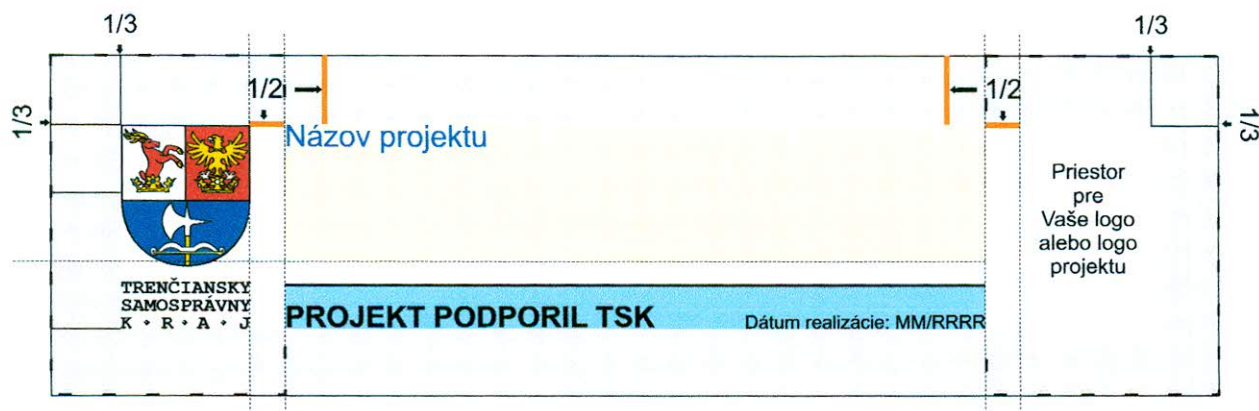 1/3
1/3
1/2
1/2
1/3
1/3
Názov projektu
Priestor
pre
Vaše logo
alebo logo
projektu
TRENČIANSKY
SAMOSPRÁVNY
K • R • A • J
PROJEKT PODPORIL TSK
Dátum realizácie: MM/RRRR